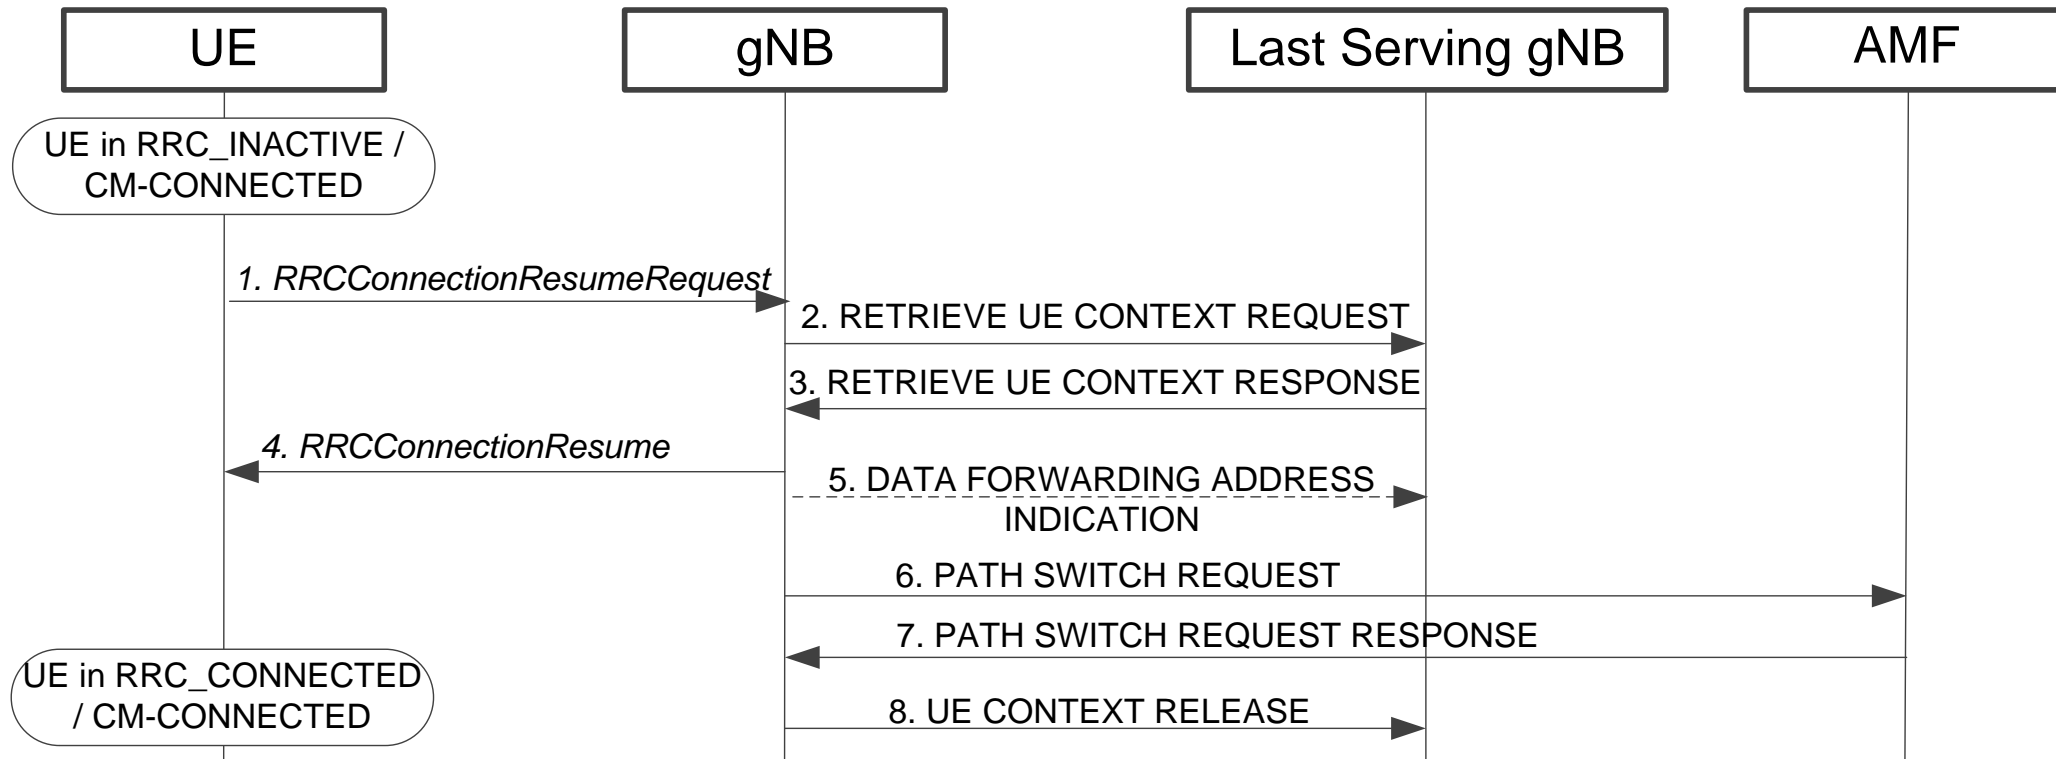 UE
gNB
Last Serving gNB
AMF
UE in RRC_INACTIVE /
CM-CONNECTED
1. RRCConnectionResumeRequest
2. RETRIEVE UE CONTEXT REQUEST
3. RETRIEVE UE CONTEXT RESPONSE
4. RRCConnectionResume
5. DATA FORWARDING ADDRESS
INDICATION
6. PATH SWITCH REQUEST
7. PATH SWITCH REQUEST RESPONSE
UE in RRC_CONNECTED
/ CM-CONNECTED
8. UE CONTEXT RELEASE